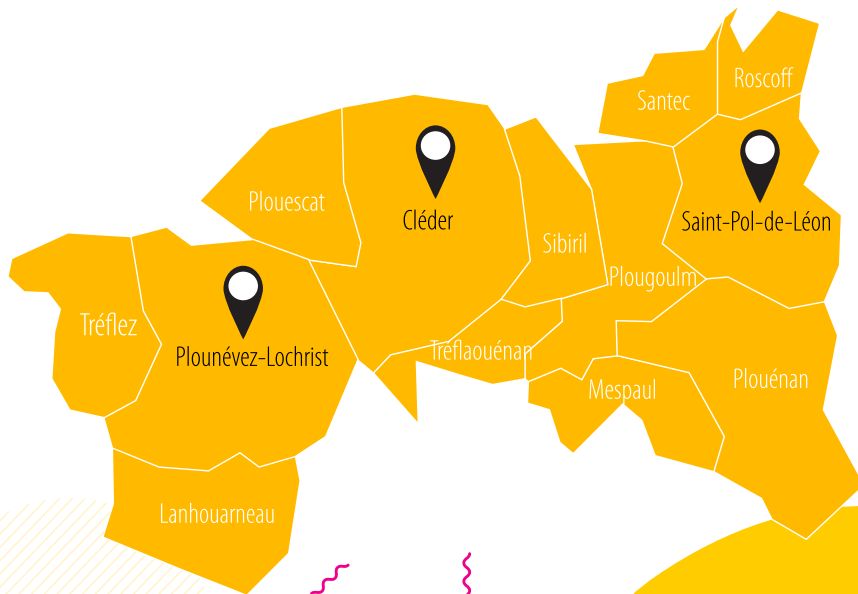 Roscoff
Santec
Plouescat
Cléder
Saint-Pol-de-Léon
Sibiril
Plougoulm
Tréflez
Plounévez-Lochrist
Tréflaouénan
Mespaul
Plouénan
Lanhouarneau